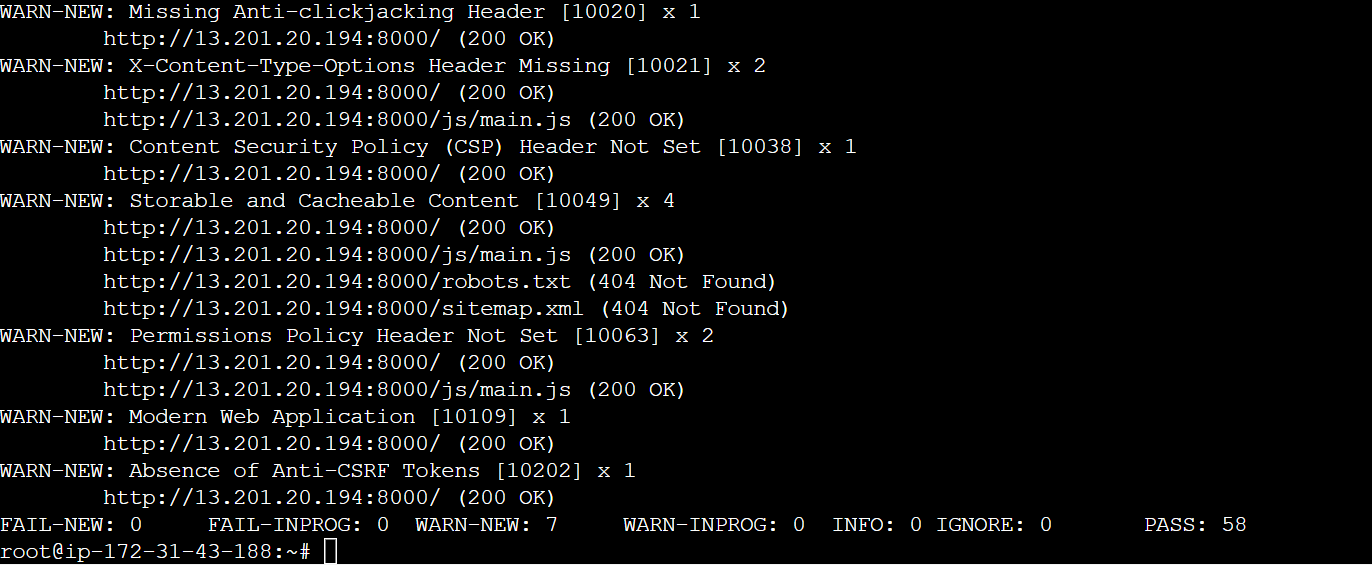 WARN-NEW: Missing Anti-clickjacking Header [10020] x 1
http://13.201.20.194:8000/ (200 OK)
WARN-NEW: X-Content-Type-Options Header Missing [10021] x 2
http://13.201.20.194:8000/ (200 OK)
http://13.201.20.194:8000/js/main.js (200 OK)
WARN-NEW: Content Security Policy (CSP) Header Not Set [10038] x 1
http://13.201.20.194:8000/ (200 OK)
WARN-NEW: Storable and Cacheable Content [10049] x 4
http://13.201.20.194:8000/ (200 OK)
http://13.201.20.194:8000/js/main.js (200 OK)
http://13.201.20.194:8000/robots.txt (404 Not Found)
http://13.201.20.194:8000/sitemap.xml (404 Not Found)
WARN-NEW: Permissions Policy Header Not Set [10063] x 2
http://13.201.20.194:8000/ (200 OK)
http://13.201.20.194:8000/js/main.js (200 OK)
WARN-NEW: Modern Web Application [10109] x 1
http://13.201.20.194:8000/ (200 OK)
WARN-NEW: Absence of Anti-CSRF Tokens [10202] x 1
http://13.201.20.194:8000/ (200 OK)
FAIL-NEW: 0 FAIL-INPROG: 0 WARN-NEW: 7 WARN-INPROG: 0 INFO: 0 IGNORE: 0 PASS: 58
root@ip-172-31-43-188:~#